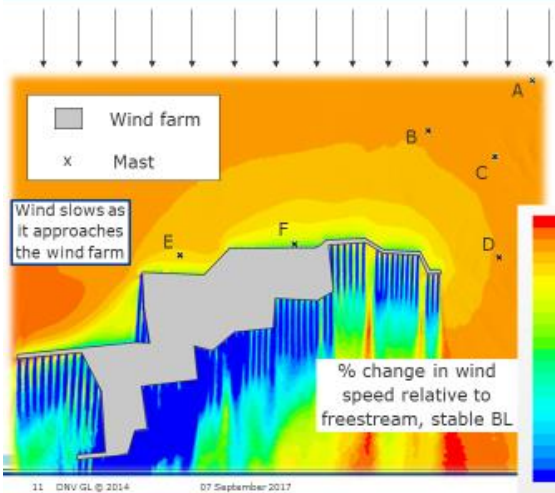 A
Wind farm
B
x Mast
C
Wind slows as
it approaches
the wind farm
E
F
D
% change in wind
speed relative to
freestream, stable BL
11 DNV GL © 2014 07 September 2017